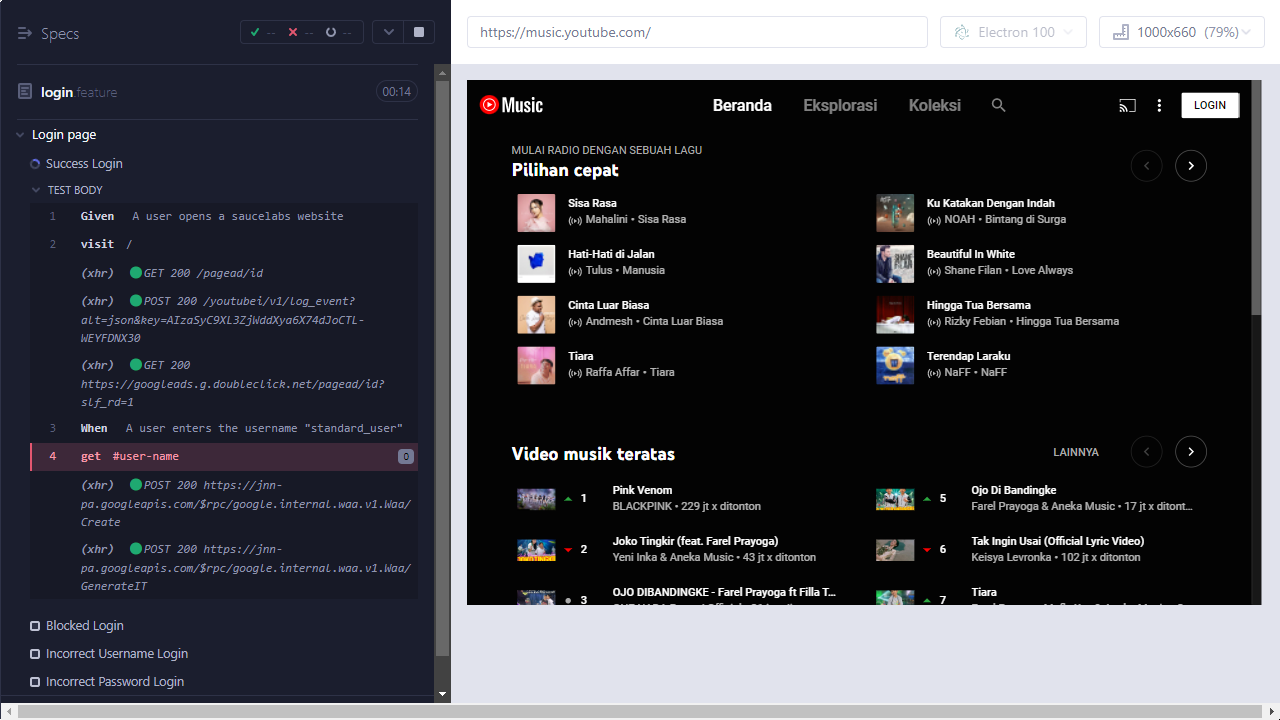 Specs
-- -- --
login.feature
00:14
Login page
Success Login
TEST BODY
1 Given A user opens a saucelabs website
2 visit /
(xhr) GET 200 /pagead/id
(xhr) POST 200 /youtubei/v1/log_event?
alt=json&key=AIzaSyC9XL3ZjWddXya6X74dJoCTL-
WEYFDNX30
(xhr) GET 200
https://googleads.g.doubleclick.net/pagead/id?
slf_rd=1
3 When A user enters the username "standard_user"
4 get #user-name 0
(xhr) POST 200 https://jnn-
pa.googleapis.com/$rpc/google.internal.waa.v1.Waa/
Create
(xhr) POST 200 https://jnn-
pa.googleapis.com/$rpc/google.internal.waa.v1.Waa/
GenerateIT
Blocked Login
Incorrect Username Login
Incorrect Password Login
https://music.youtube.com/
Electron 100
1000x660 (79%)
Music
Beranda
Eksplorasi
Koleksi
LOGIN
MULAI RADIO DENGAN SEBUAH LAGU
Pilihan cepat
Sisa Rasa
Mahalini • Sisa Rasa
Hati-Hati di Jalan
Tulus • Manusia
Cinta Luar Biasa
Andmesh • Cinta Luar Biasa
Tiara
Raffa Affar • Tiara
Ku Katakan Dengan Indah
NOAH • Bintang di Surga
Beautiful In White
Shane Filan • Love Always
Hingga Tua Bersama
Rizky Febian • Hingga Tua Bersama
Terendap Laraku
NaFF • NaFF
Video musik teratas
LAINNYA
1 Pink Venom
BLACKPINK • 229 jt x ditonton
2 Joko Tingkir (feat. Farel Prayoga)
Yeni Inka & Aneka Music • 43 jt x ditonton
3 OJO DIBANDINGKE - Farel Prayoga ft Filla T...
5 Ojo Di Bandingke
Farel Prayoga & Aneka Music • 17 jt x ditont...
6 Tak Ingin Usai (Official Lyric Video)
Keisya Levronka • 102 jt x ditonton
7 Tiara